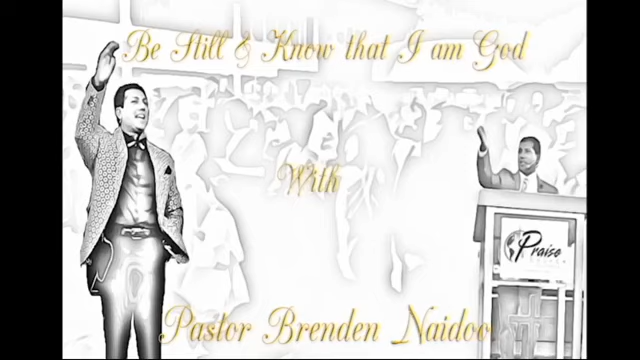 Be Still & Know that I am God
With
Praise
Pastor Brenden Naidoo